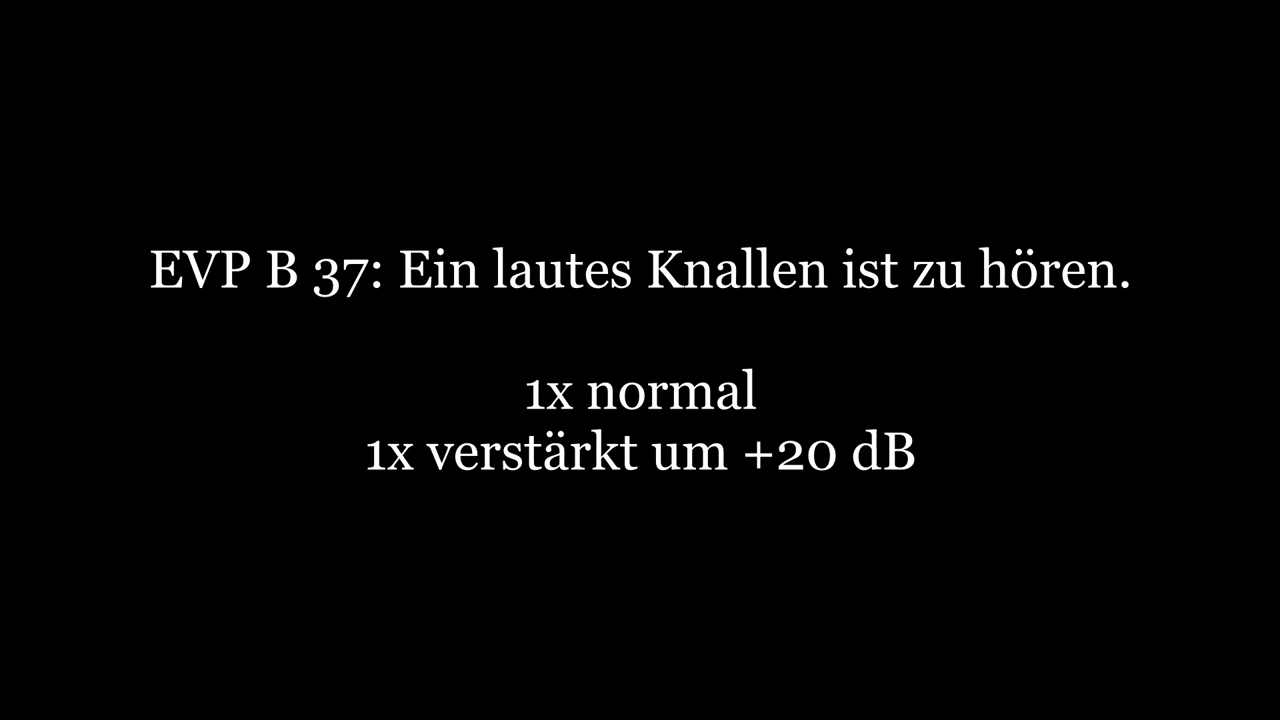 EVP B 37: Ein lautes Knallen ist zu hören.
1x normal
1x verstärkt um +20 dB